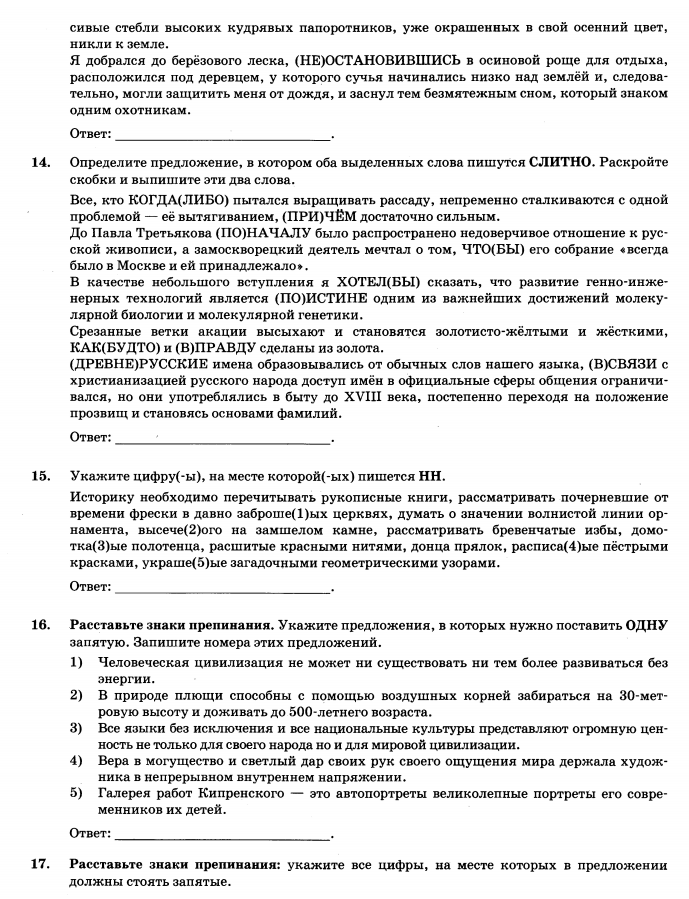 сивые стебли высоких кудрявых папоротников, уже окрашенных в свой осенний цвет,
никли к земле.
Я добрался до берёзового леска, (НЕ)ОСТАНОВИВШИСЬ в осиновой роще для отдыха,
расположился под деревцем, у которого сучья начинались низко над землёй и, следова-
тельно, могли защитить меня от дождя, и заснул тем безмятежным сном, который знаком
одним охотникам.
Ответ: ______________________________.
14. Определите предложение, в котором оба выделенных слова пишутся СЛИТНО. Раскройте
скобки и выпишите эти два слова.
Все, кто КОГДА(ЛИБО) пытался выращивать рассаду, непременно сталкиваются с одной
проблемой — её вытягиванием, (ПРИ)ЧЁМ достаточно сильным.
До Павла Третьякова (ПО)НАЧАЛУ было распространено недоверчивое отношение к рус-
ской живописи, а замоскворецкий деятель мечтал о том, ЧТО(БЫ) его собрание «всегда
было в Москве и ей принадлежало».
В качестве небольшого вступления я ХОТЕЛ(БЫ) сказать, что развитие генно-инже-
нерных технологий является (ПО)ИСТИНЕ одним из важнейших достижений молеку-
лярной биологии и молекулярной генетики.
Срезанные ветки акации высыхают и становятся золотисто-жёлтыми и жёсткими,
КАК(БУДТО) и (В)ПРАВДУ сделаны из золота.
(ДРЕВНЕ)РУССКИЕ имена образовывались от обычных слов нашего языка, (В)СВЯЗИ с
христианизацией русского народа доступ имён в официальные сферы общения ограничи-
вался, но они употреблялись в быту до XVIII века, постепенно переходя на положение
прозвищ и становясь основами фамилий.
Ответ: ______________________________.
15. Укажите цифру(-ы), на месте которой(-ых) пишется НН.
Историку необходимо перечитывать рукописные книги, рассматривать почерневшие от
времени фрески в давно заброше(1)ых церквях, думать о значении волнистой линии ор-
намента, высече(2)ого на замшелом камне, рассматривать бревенчатые избы, домо-
тка(3)ые полотенца, расшитые красными нитями, донца прялок, расписа(4)ые пёстрыми
красками, украше(5)ые загадочными геометрическими узорами.
Ответ: ______________________________.
16. Расставьте знаки препинания. Укажите предложения, в которых нужно поставить ОДНУ
запятую. Запишите номера этих предложений.
1) Человеческая цивилизация не может ни существовать ни тем более развиваться без
энергии.
2) В природе плющи способны с помощью воздушных корней забираться на 30-мет-
ровую высоту и доживать до 500-летнего возраста.
3) Все языки без исключения и все национальные культуры представляют огромную цен-
ность не только для своего народа но и для мировой цивилизации.
4) Вера в могущество и светлый дар своих рук своего ощущения мира держала худож-
ника в непрерывном внутреннем напряжении.
5) Галерея работ Кипренского — это автопортреты великолепные портреты его совре-
менников их детей.
Ответ: ______________________________.
17. Расставьте знаки препинания: укажите все цифры, на месте которых в предложении
должны стоять запятые.